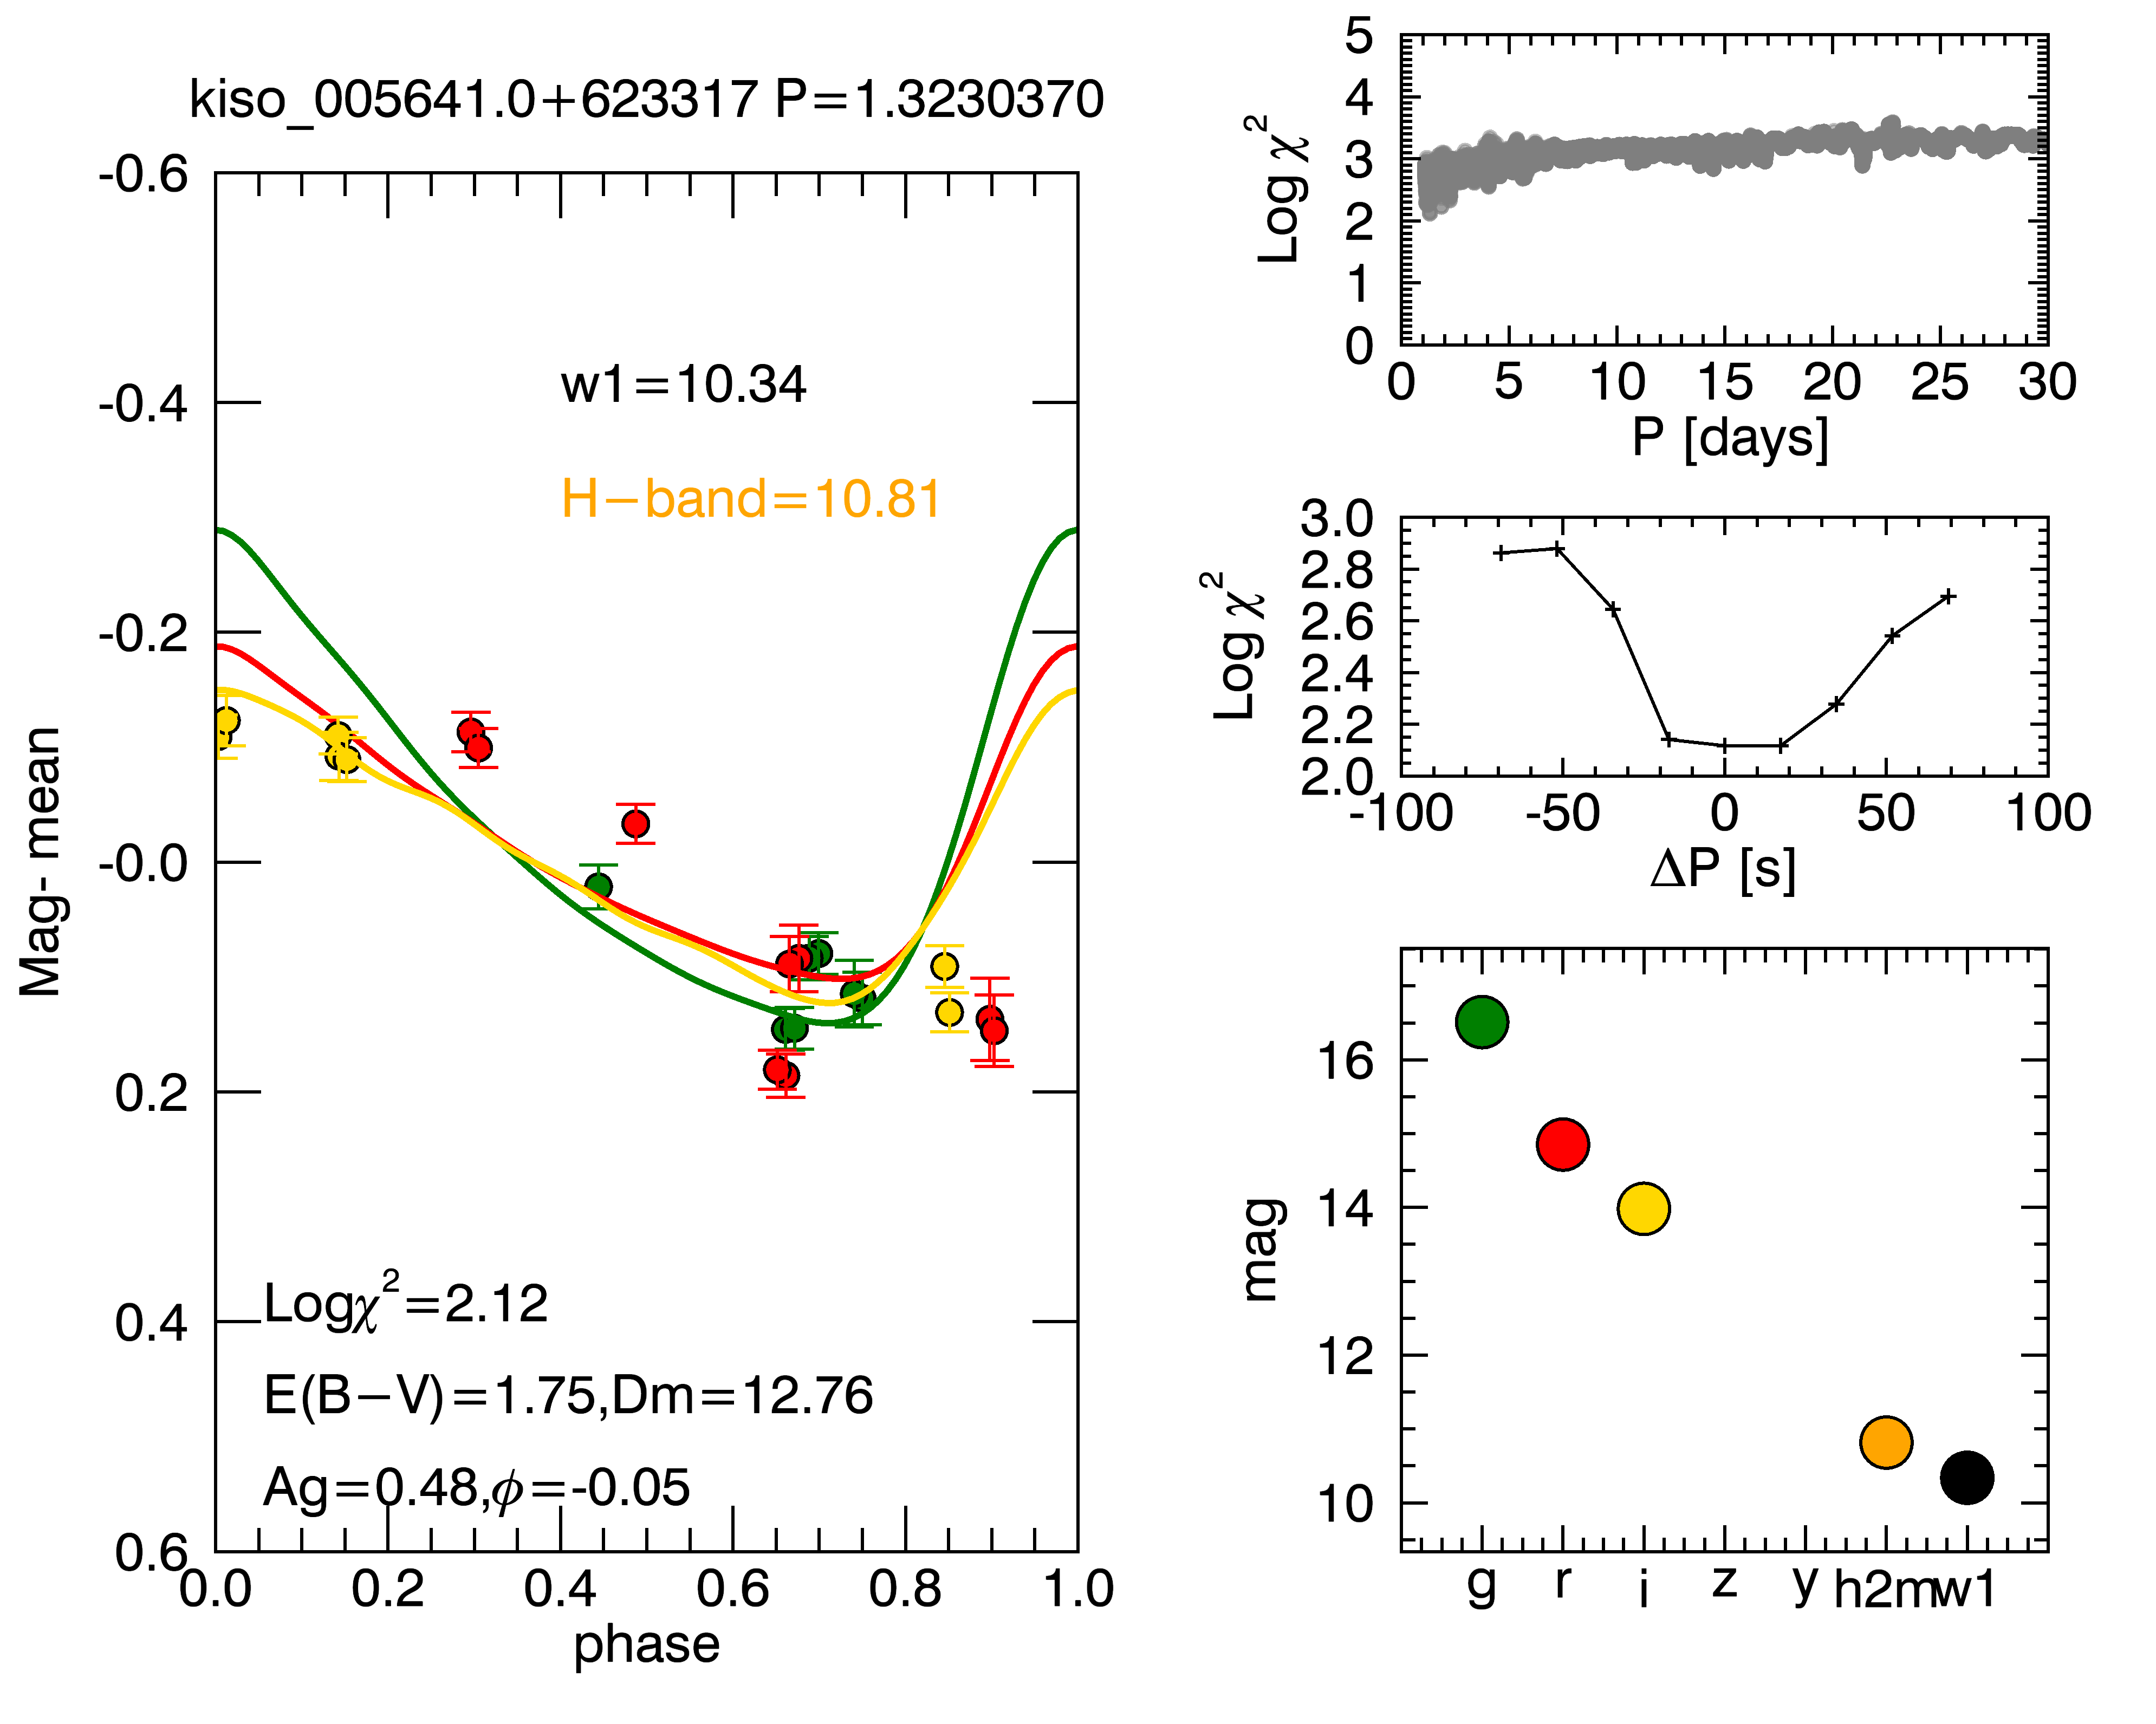 kiso_005641.0+623317 P=1.3230370
-0.6
-0.4
-0.2
-0.0
0.2
0.4
0.6
Mag- mean
w1=10.34
H−band=10.81
Logχ²=2.12
E(B−V)=1.75,Dm=12.76
Ag=0.48,ϕ=-0.05
0.0 0.2 0.4 0.6 0.8 1.0
phase
5
4
3
2
1
0
Log χ²
0 5 10 15 20 25 30
P [days]
3.0
2.8
2.6
2.4
2.2
2.0
Log χ²
-100 -50 0 50 100
ΔP [s]
16
14
12
10
mag
g r i z y h2mw1